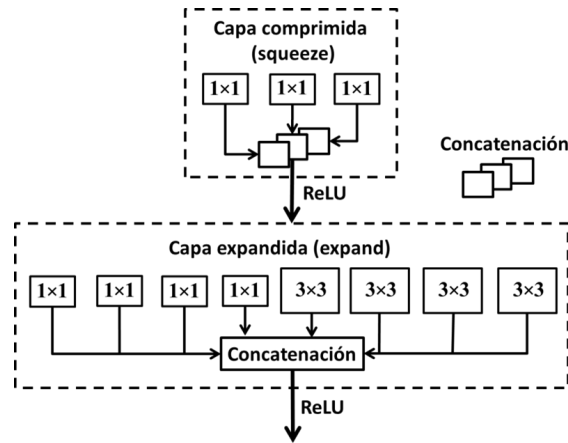 Capa comprimida
(squeeze)
1×1 1×1 1×1
Concatenación
ReLU
Capa expandida (expand)
1×1 1×1 1×1 1×1 3×3 3×3 3×3 3×3
Concatenación
ReLU